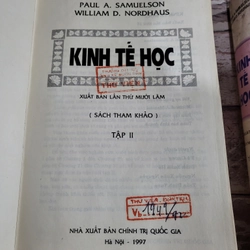 PAUL A. SAMUELLSON
WILLIAM D. NORDHAUS
KINH TẾ HỌC
XUẤT BẢN LẦN THỨ MƯỜI LĂM
( SÁCH THAM KHẢO )
TẬP II
NHÀ XUẤT BẢN CHÍNH TRỊ QUỐC GIA
Hà Nội - 1997